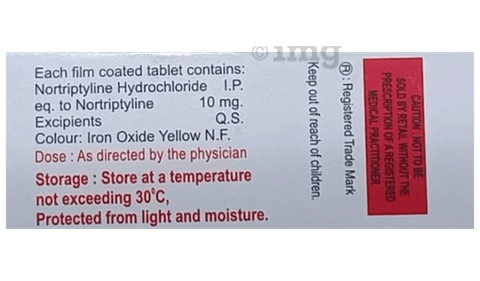 ©1mg
Each film coated tablet contains:
Nortriptyline Hydrochloride I.P.
eq. to Nortriptyline 10 mg.
Excipients Q.S.
Colour: Iron Oxide Yellow N.F.
Dose : As directed by the physician
Storage : Store at a temperature
not exceeding 30°C,
Protected from light and moisture.
Ⓡ: Registered Trade Mark
Keep out of reach of children.
CAUTION : NOT TO BE
SOLD BY RETAIL WITHOUT THE
PRESCRIPTION OF A REGISTERED
MEDICAL PRACTITIONER